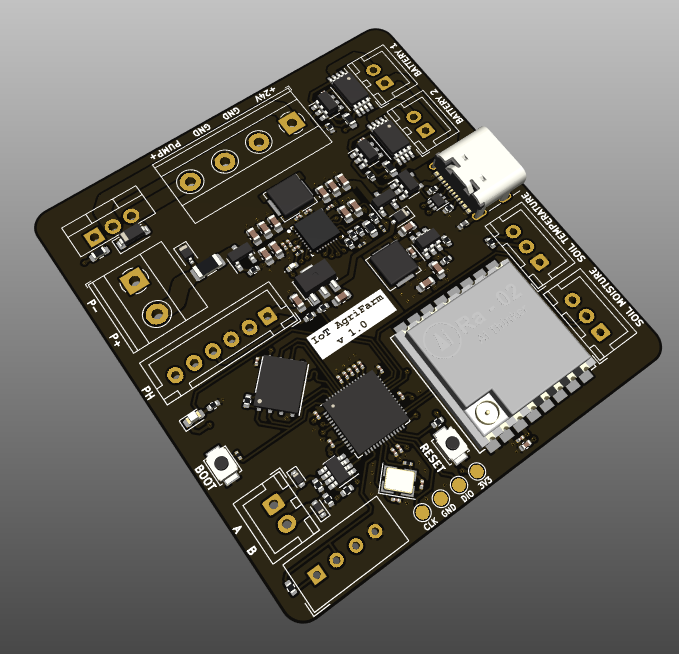 BATTERY 1
BATTERY 2
+24V
GND
GND
PUMP+
SOIL TEMPERATURE
SOIL MOISTURE
P-
P+
Ra-02
IoT AgriFarm
v 1.0
PH
BOOT
RESET
A
B
CLK
GND
DIO
3V3